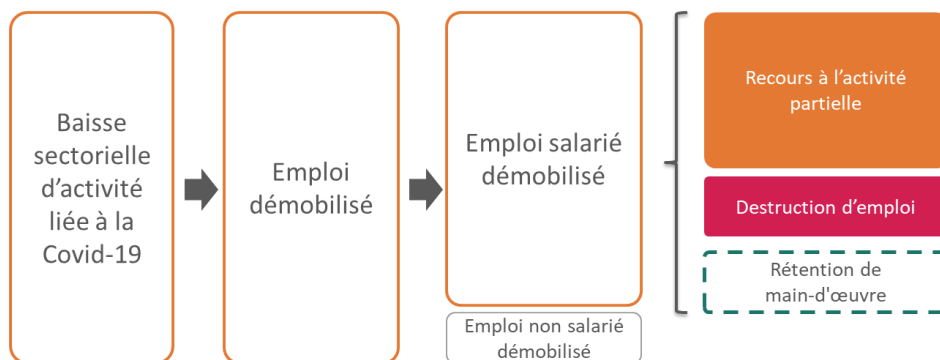 Baisse
sectorielle
d’activité
liée à la
Covid-19
Emploi
démobilisé
Emploi salarié
démobilisé
Emploi non salarié
démobilisé
Recours à l’activité
partielle
Destruction d’emploi
Rétention de
main-d'œuvre